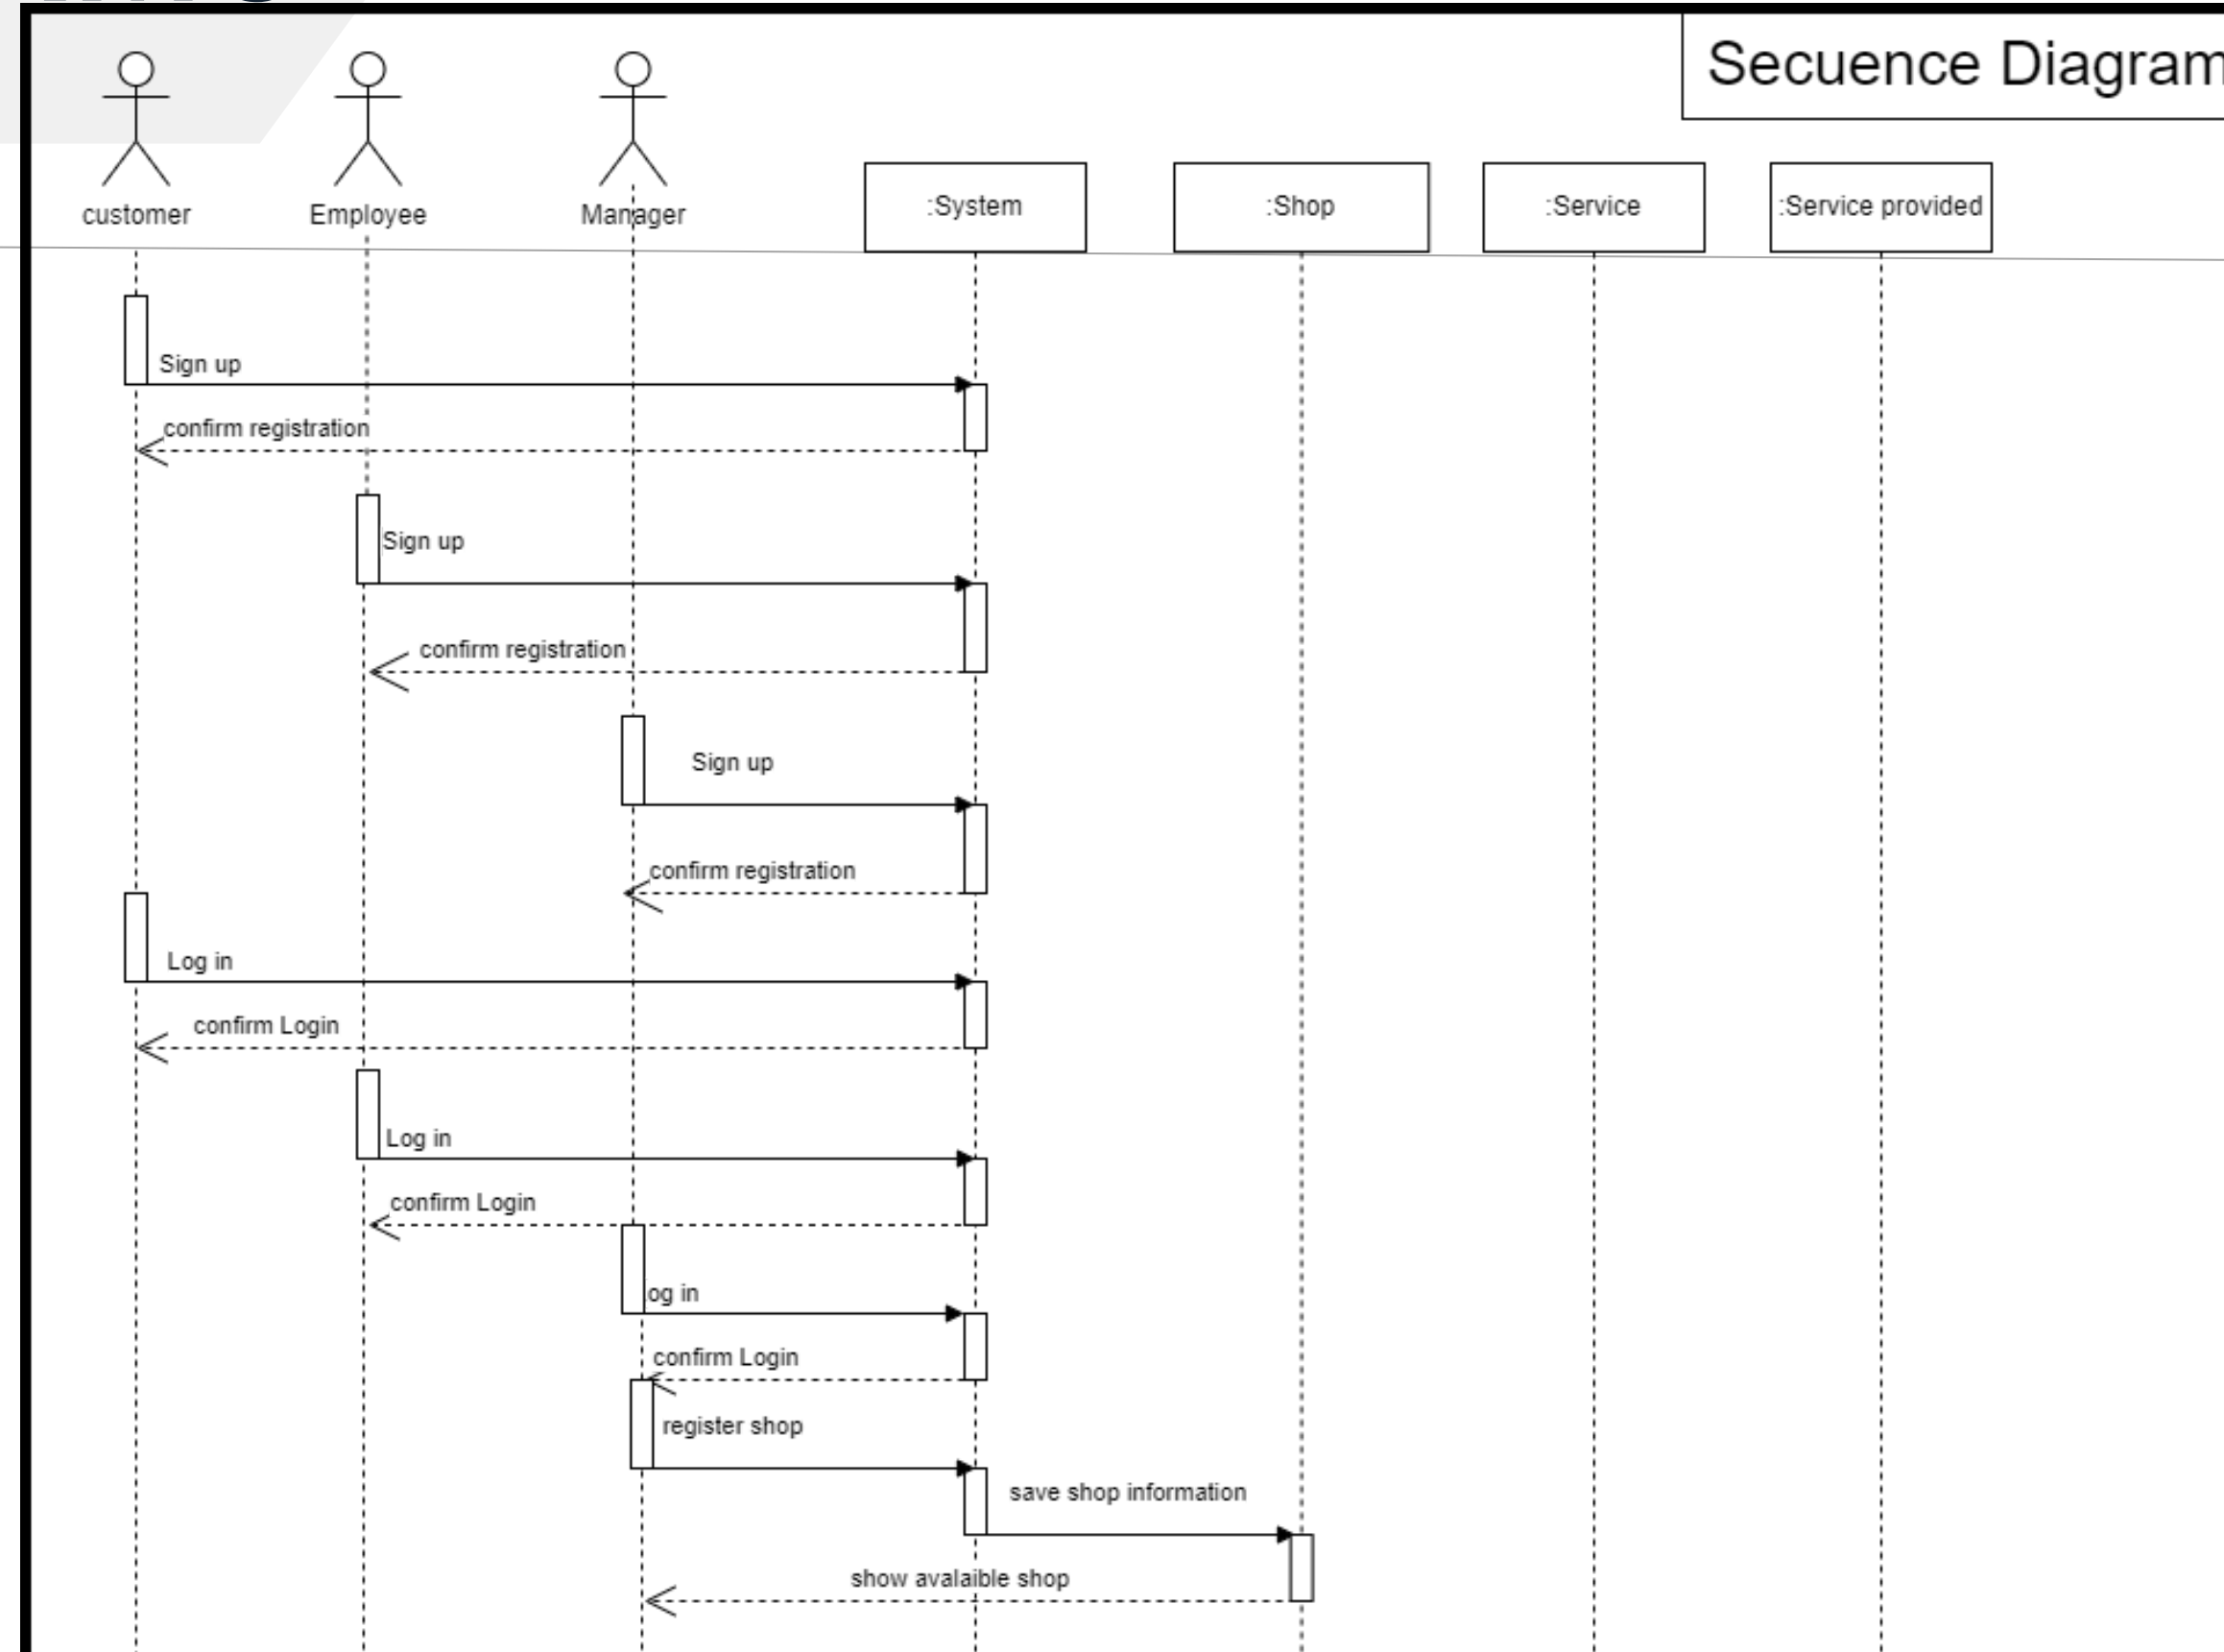 Secuence Diagram
customer
Employee
Manager
:System
:Shop
:Service
:Service provided
Sign up
confirm registration
Sign up
confirm registration
Sign up
confirm registration
Log in
confirm Login
Log in
confirm Login
og in
confirm Login
register shop
save shop information
show avalaible shop